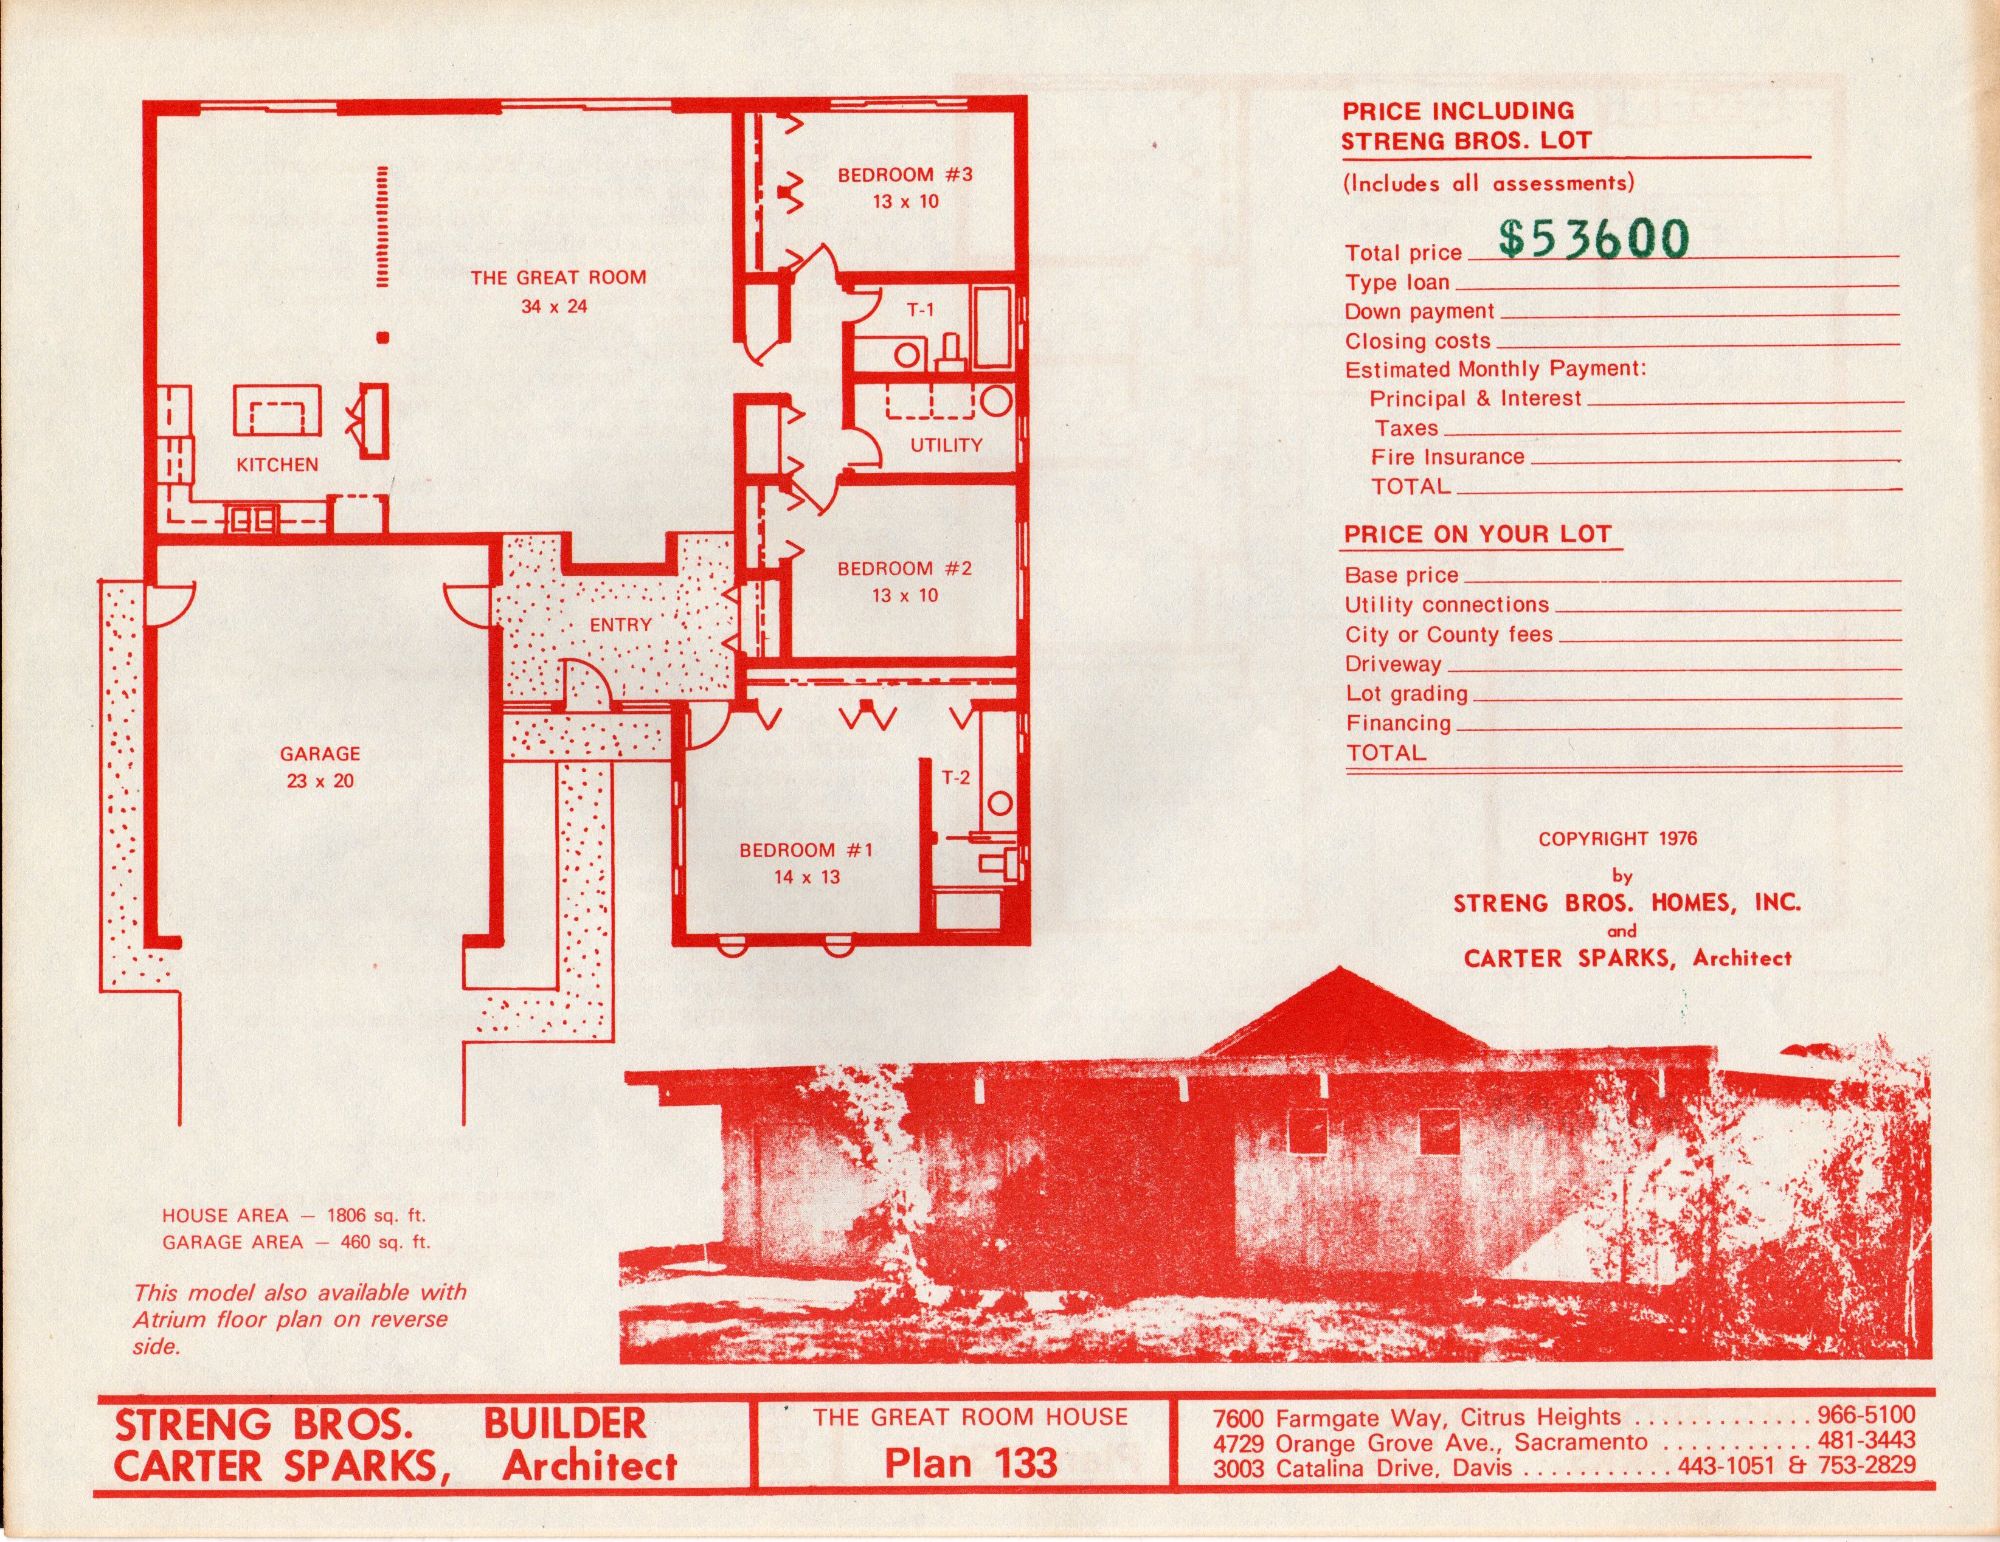 BEDROOM #3
13 x 10
THE GREAT ROOM
34 x 24
T-1
UTILITY
KITCHEN
BEDROOM #2
13 x 10
ENTRY
GARAGE
23 x 20
T-2
BEDROOM #1
14 x 13
HOUSE AREA — 1806 sq. ft.
GARAGE AREA — 460 sq. ft.
This model also available with
Atrium floor plan on reverse
side.
PRICE INCLUDING
STRENG BROS. LOT
(Includes all assessments)
Total price $53600
Type loan
Down payment
Closing costs
Estimated Monthly Payment:
Principal & Interest
Taxes
Fire Insurance
TOTAL
PRICE ON YOUR LOT
Base price
Utility connections
City or County fees
Driveway
Lot grading
Financing
TOTAL
COPYRIGHT 1976
by
STRENG BROS. HOMES, INC.
and
CARTER SPARKS, Architect
STRENG BROS. BUILDER
CARTER SPARKS, Architect
THE GREAT ROOM HOUSE
Plan 133
7600 Farmgate Way, Citrus Heights ............. 966-5100
4729 Orange Grove Ave., Sacramento ........... 481-3443
3003 Catalina Drive, Davis ........... 443-1051 & 753-2829